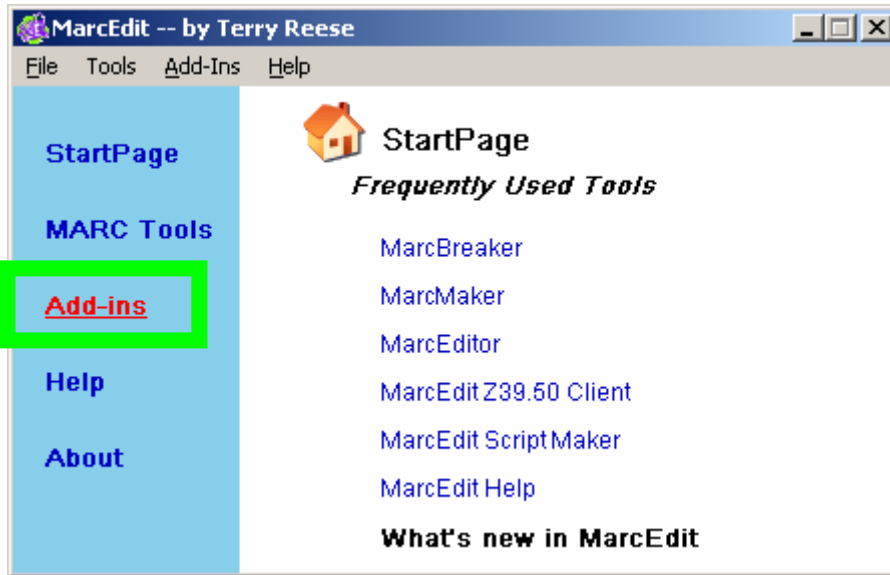 MarcEdit -- by Terry Reese
File Tools Add-Ins Help
StartPage
MARC Tools
Add-ins
Help
About
StartPage
Frequently Used Tools
MarcBreaker
MarcMaker
MarcEditor
MarcEdit Z39.50 Client
MarcEdit Script Maker
MarcEdit Help
What's new in MarcEdit